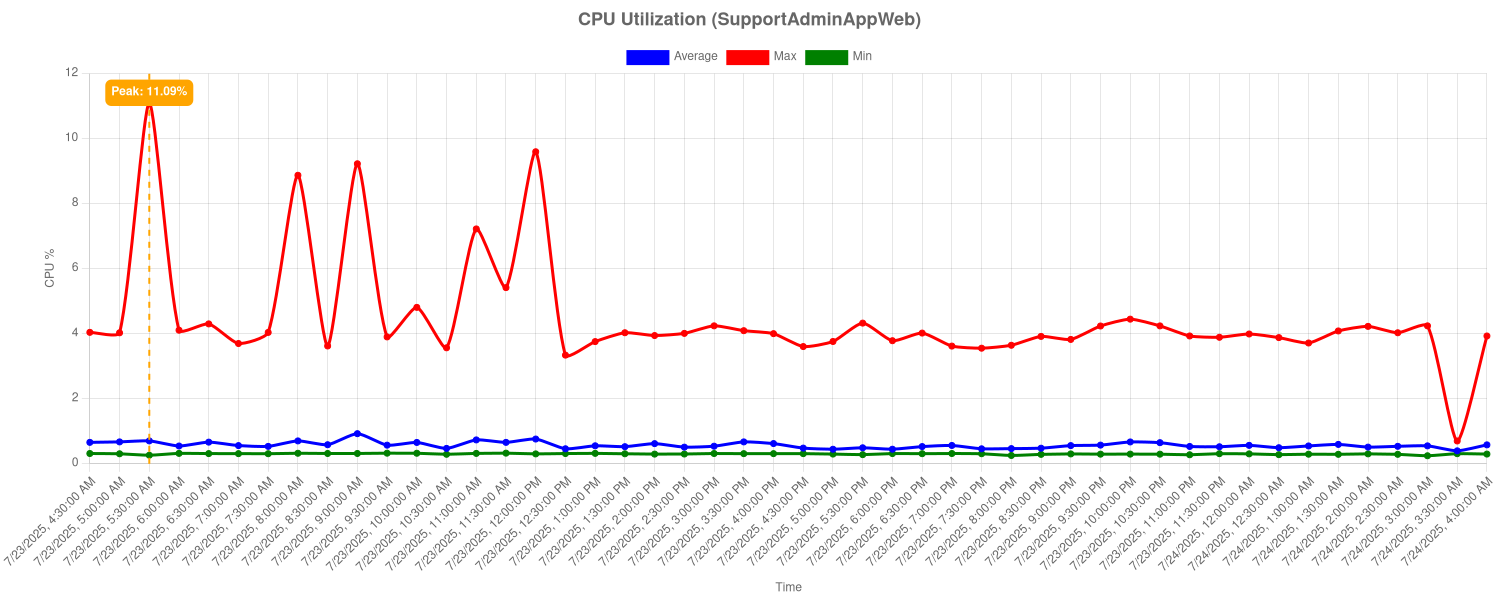 CPU Utilization (SupportAdminAppWeb)
Average Max Min
12
Peak: 11.09%
10
8
6
4
2
0
CPU %
7/23/2025, 4:30:00 AM
7/23/2025, 5:00:00 AM
7/23/2025, 5:30:00 AM
7/23/2025, 6:00:00 AM
7/23/2025, 6:30:00 AM
7/23/2025, 7:00:00 AM
7/23/2025, 7:30:00 AM
7/23/2025, 8:00:00 AM
7/23/2025, 8:30:00 AM
7/23/2025, 9:00:00 AM
7/23/2025, 9:30:00 AM
7/23/2025, 10:00:00 AM
7/23/2025, 10:30:00 AM
7/23/2025, 11:00:00 AM
7/23/2025, 11:30:00 AM
7/23/2025, 12:00:00 PM
7/23/2025, 12:30:00 PM
7/23/2025, 1:00:00 PM
7/23/2025, 1:30:00 PM
7/23/2025, 2:00:00 PM
7/23/2025, 2:30:00 PM
7/23/2025, 3:00:00 PM
7/23/2025, 3:30:00 PM
7/23/2025, 4:00:00 PM
7/23/2025, 4:30:00 PM
7/23/2025, 5:00:00 PM
7/23/2025, 5:30:00 PM
7/23/2025, 6:00:00 PM
7/23/2025, 6:30:00 PM
7/23/2025, 7:00:00 PM
7/23/2025, 7:30:00 PM
7/23/2025, 8:00:00 PM
7/23/2025, 8:30:00 PM
7/23/2025, 9:00:00 PM
7/23/2025, 9:30:00 PM
7/23/2025, 10:00:00 PM
7/23/2025, 10:30:00 PM
7/23/2025, 11:00:00 PM
7/23/2025, 11:30:00 PM
7/24/2025, 12:00:00 AM
7/24/2025, 12:30:00 AM
7/24/2025, 1:00:00 AM
7/24/2025, 1:30:00 AM
7/24/2025, 2:00:00 AM
7/24/2025, 2:30:00 AM
7/24/2025, 3:00:00 AM
7/24/2025, 3:30:00 AM
7/24/2025, 4:00:00 AM
Time